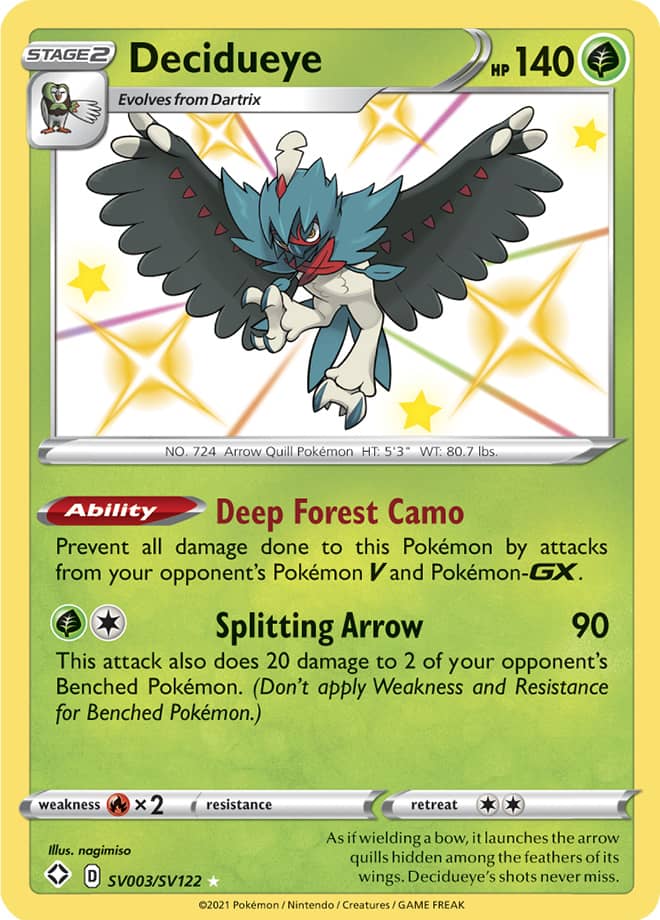 STAGE2
Decidueye
HP 140
Evolves from Dartrix
NO. 724 Arrow Quill Pokémon HT: 5'3" WT: 80.7 lbs.
Ability Deep Forest Camo
Prevent all damage done to this Pokémon by attacks
from your opponent's Pokémon V and Pokémon-GX.
Splitting Arrow 90
This attack also does 20 damage to 2 of your opponent's
Benched Pokémon. (Don't apply Weakness and Resistance
for Benched Pokémon.)
weakness ×2 resistance retreat
Illus. nagimiso
As if wielding a bow, it launches the arrow
quills hidden among the feathers of its
wings. Decidueye's shots never miss.
D SV003/SV122
©2021 Pokémon / Nintendo / Creatures / GAME FREAK